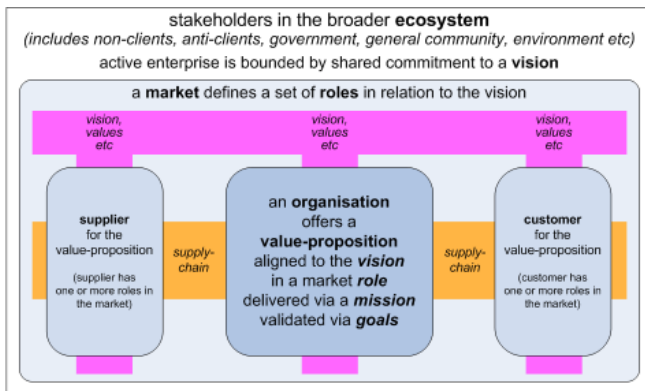 stakeholders in the broader ecosystem
(includes non-clients, anti-clients, government, general community, environment etc)
active enterprise is bounded by shared commitment to a vision
a market defines a set of roles in relation to the vision
vision,
values
etc
vision,
values
etc
vision,
values
etc
supplier
for the
value-proposition
(supplier has
one or more roles in
the market)
supply-
chain
an organisation
offers a
value-proposition
aligned to the vision
in a market role
delivered via a mission
validated via goals
supply-
chain
customer
for the
value-proposition
(customer has
one or more roles in
the market)